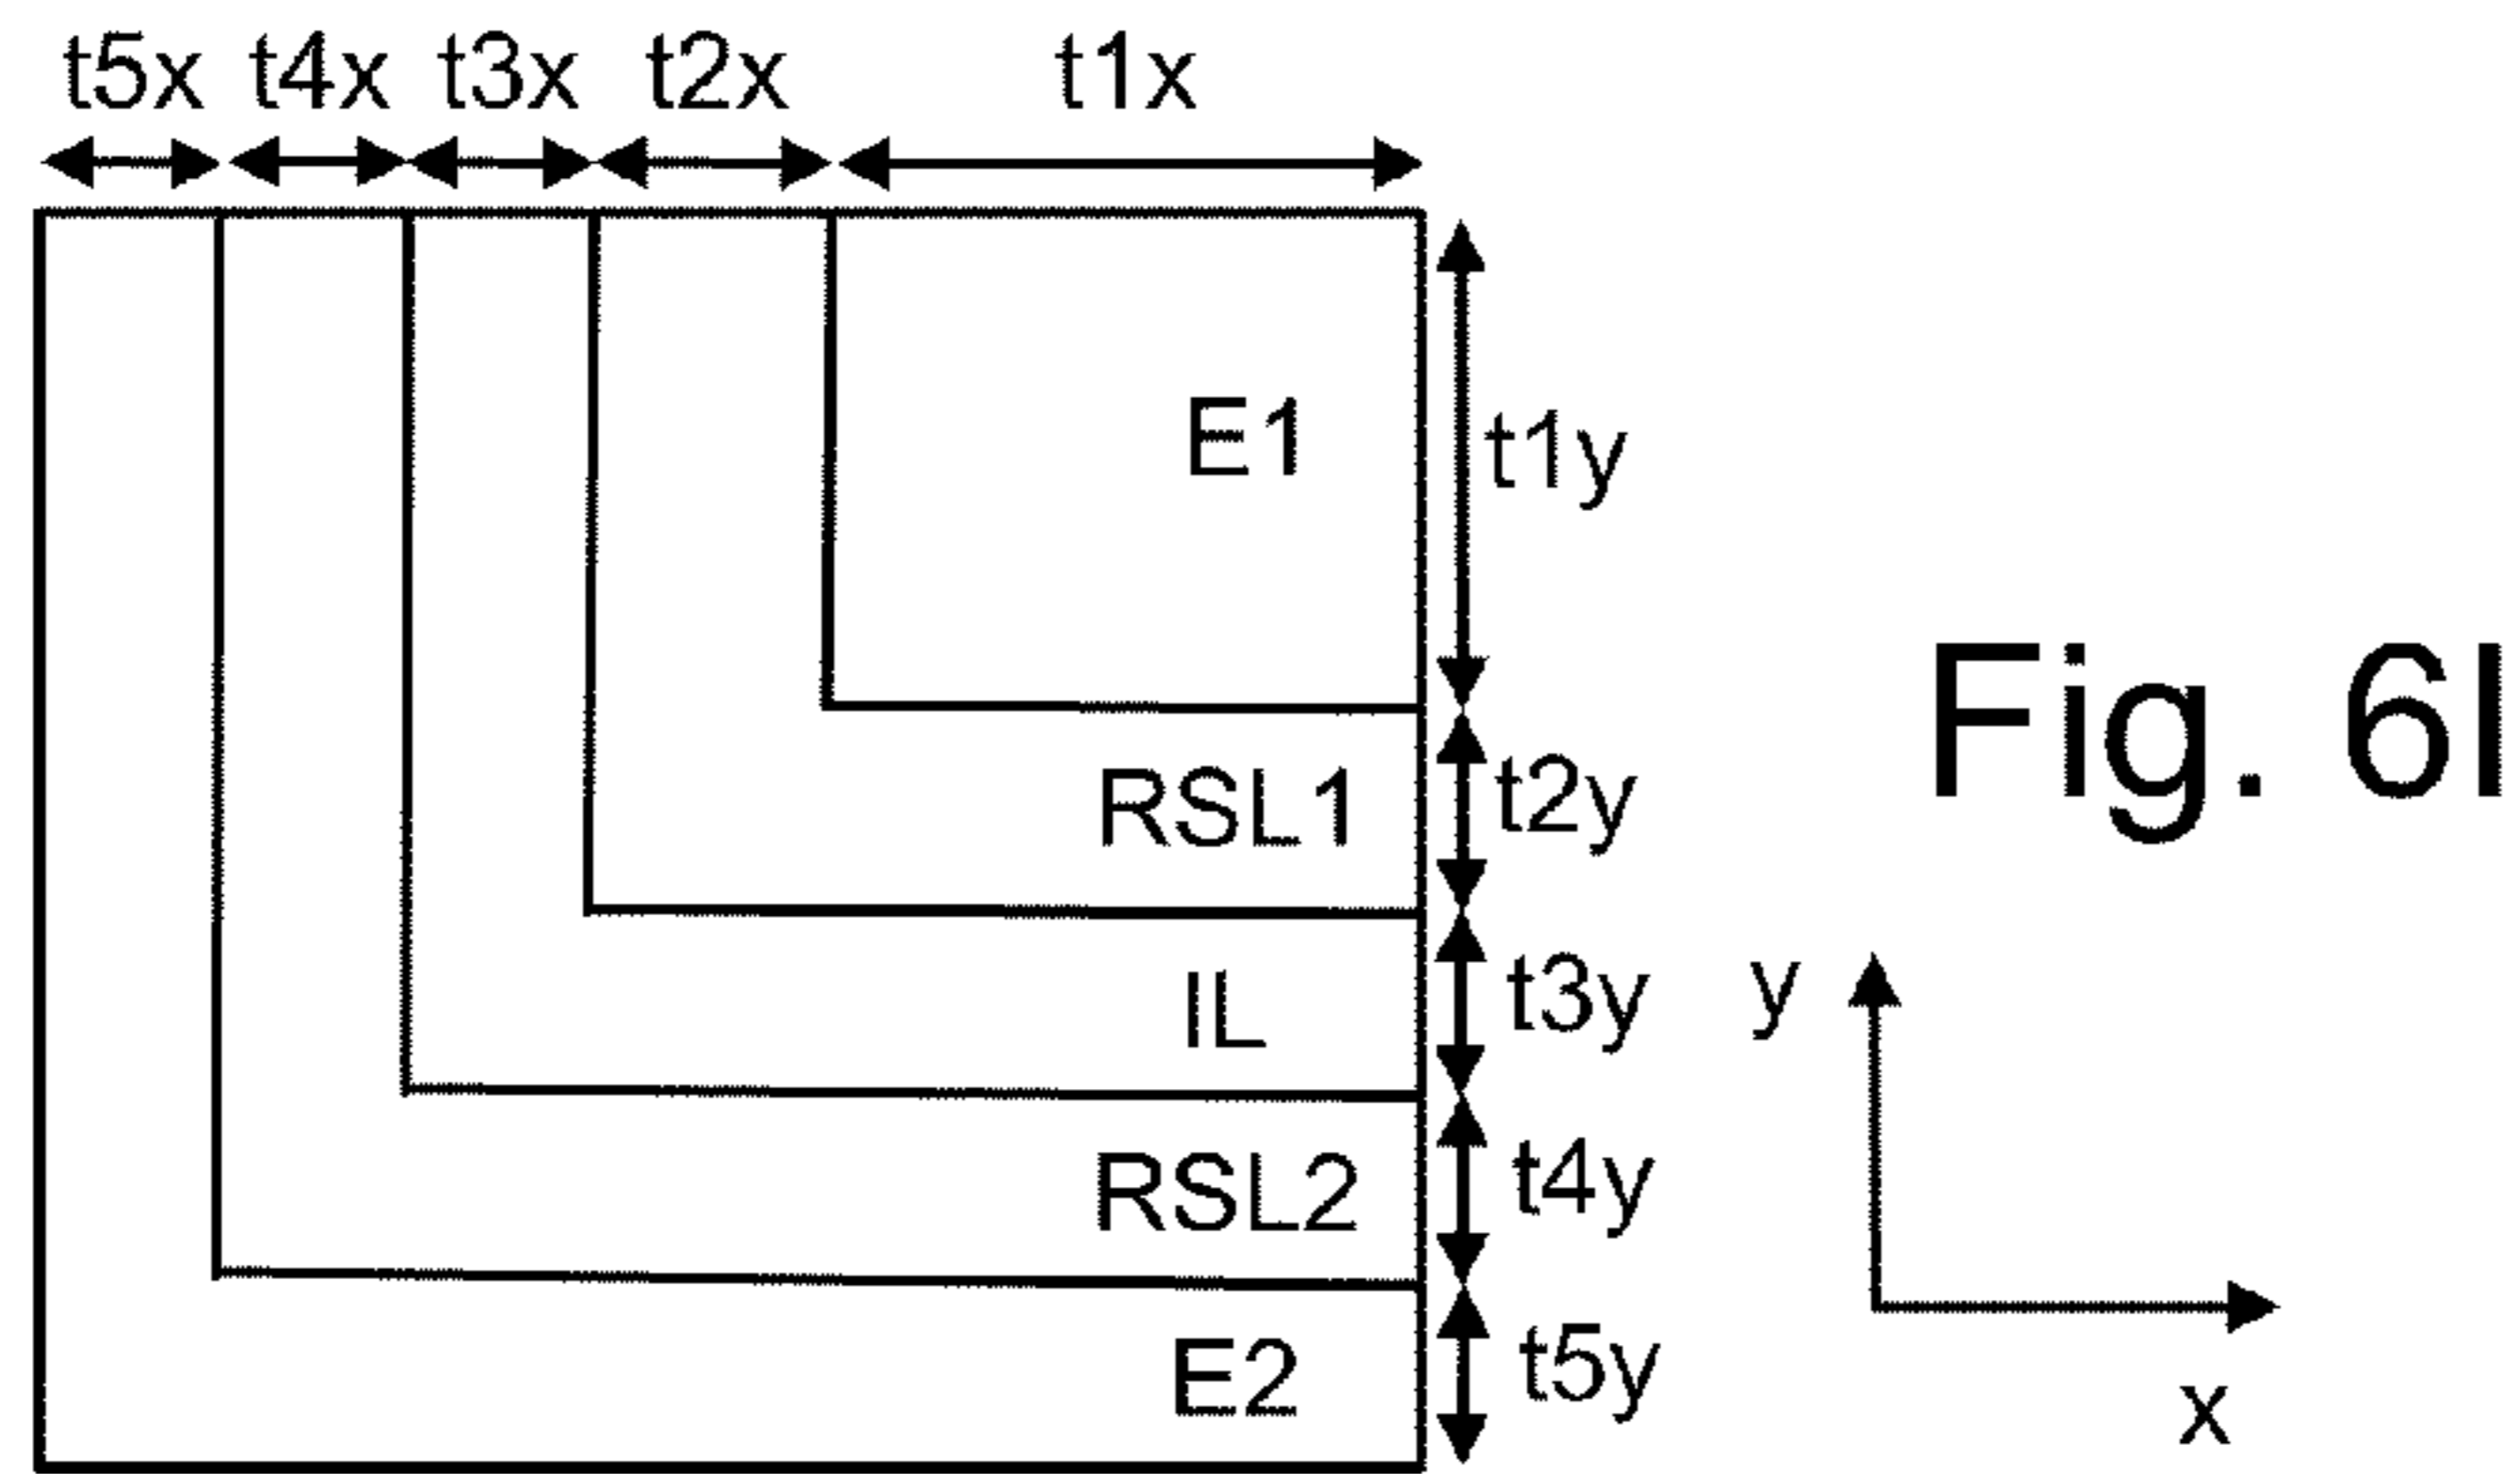 t5x t4x t3x t2x t1x
E1 t1y
RSL1 t2y
Fig. 6I
IL t3y
y
RSL2 t4y
E2 t5y
x